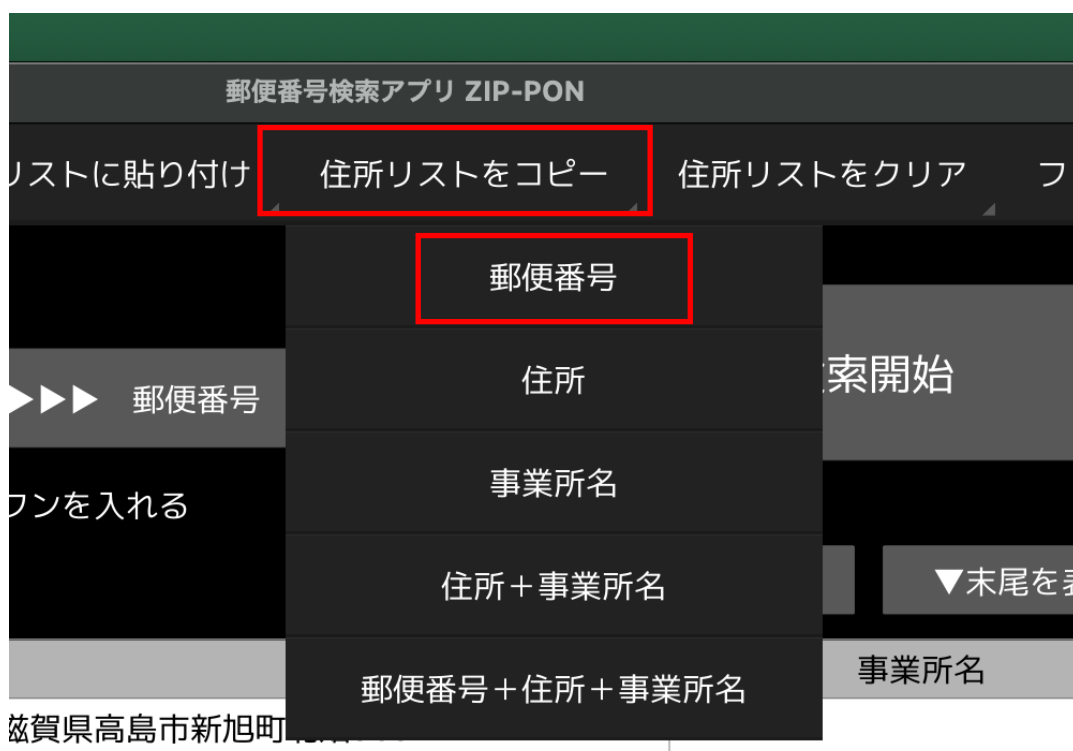 郵便番号検索アプリ ZIP-PON
リストに貼り付け 住所リストをコピー 住所リストをクリア フ
郵便番号
住所
索開始
▶▶▶ 郵便番号
事業所名
ワンを入れる
住所+事業所名
▼末尾を表
郵便番号+住所+事業所名
事業所名
滋賀県高島市新旭町